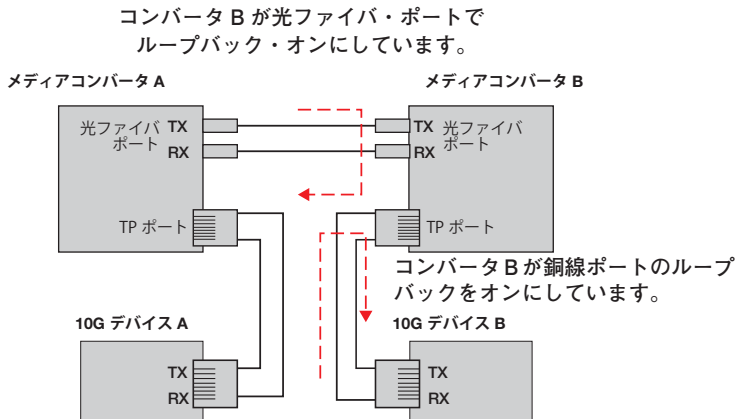 コンバータ B が光ファイバ・ポートで
ループバック・オンにしています。
メディアコンバータ A
メディアコンバータ B
光ファイバ TX
ポート RX
TX 光ファイバ
RX ポート
TP ポート
TP ポート
コンバータ B が銅線ポートのループ
バックをオンにしています。
10G デバイス A
10G デバイス B
TX
RX
TX
RX